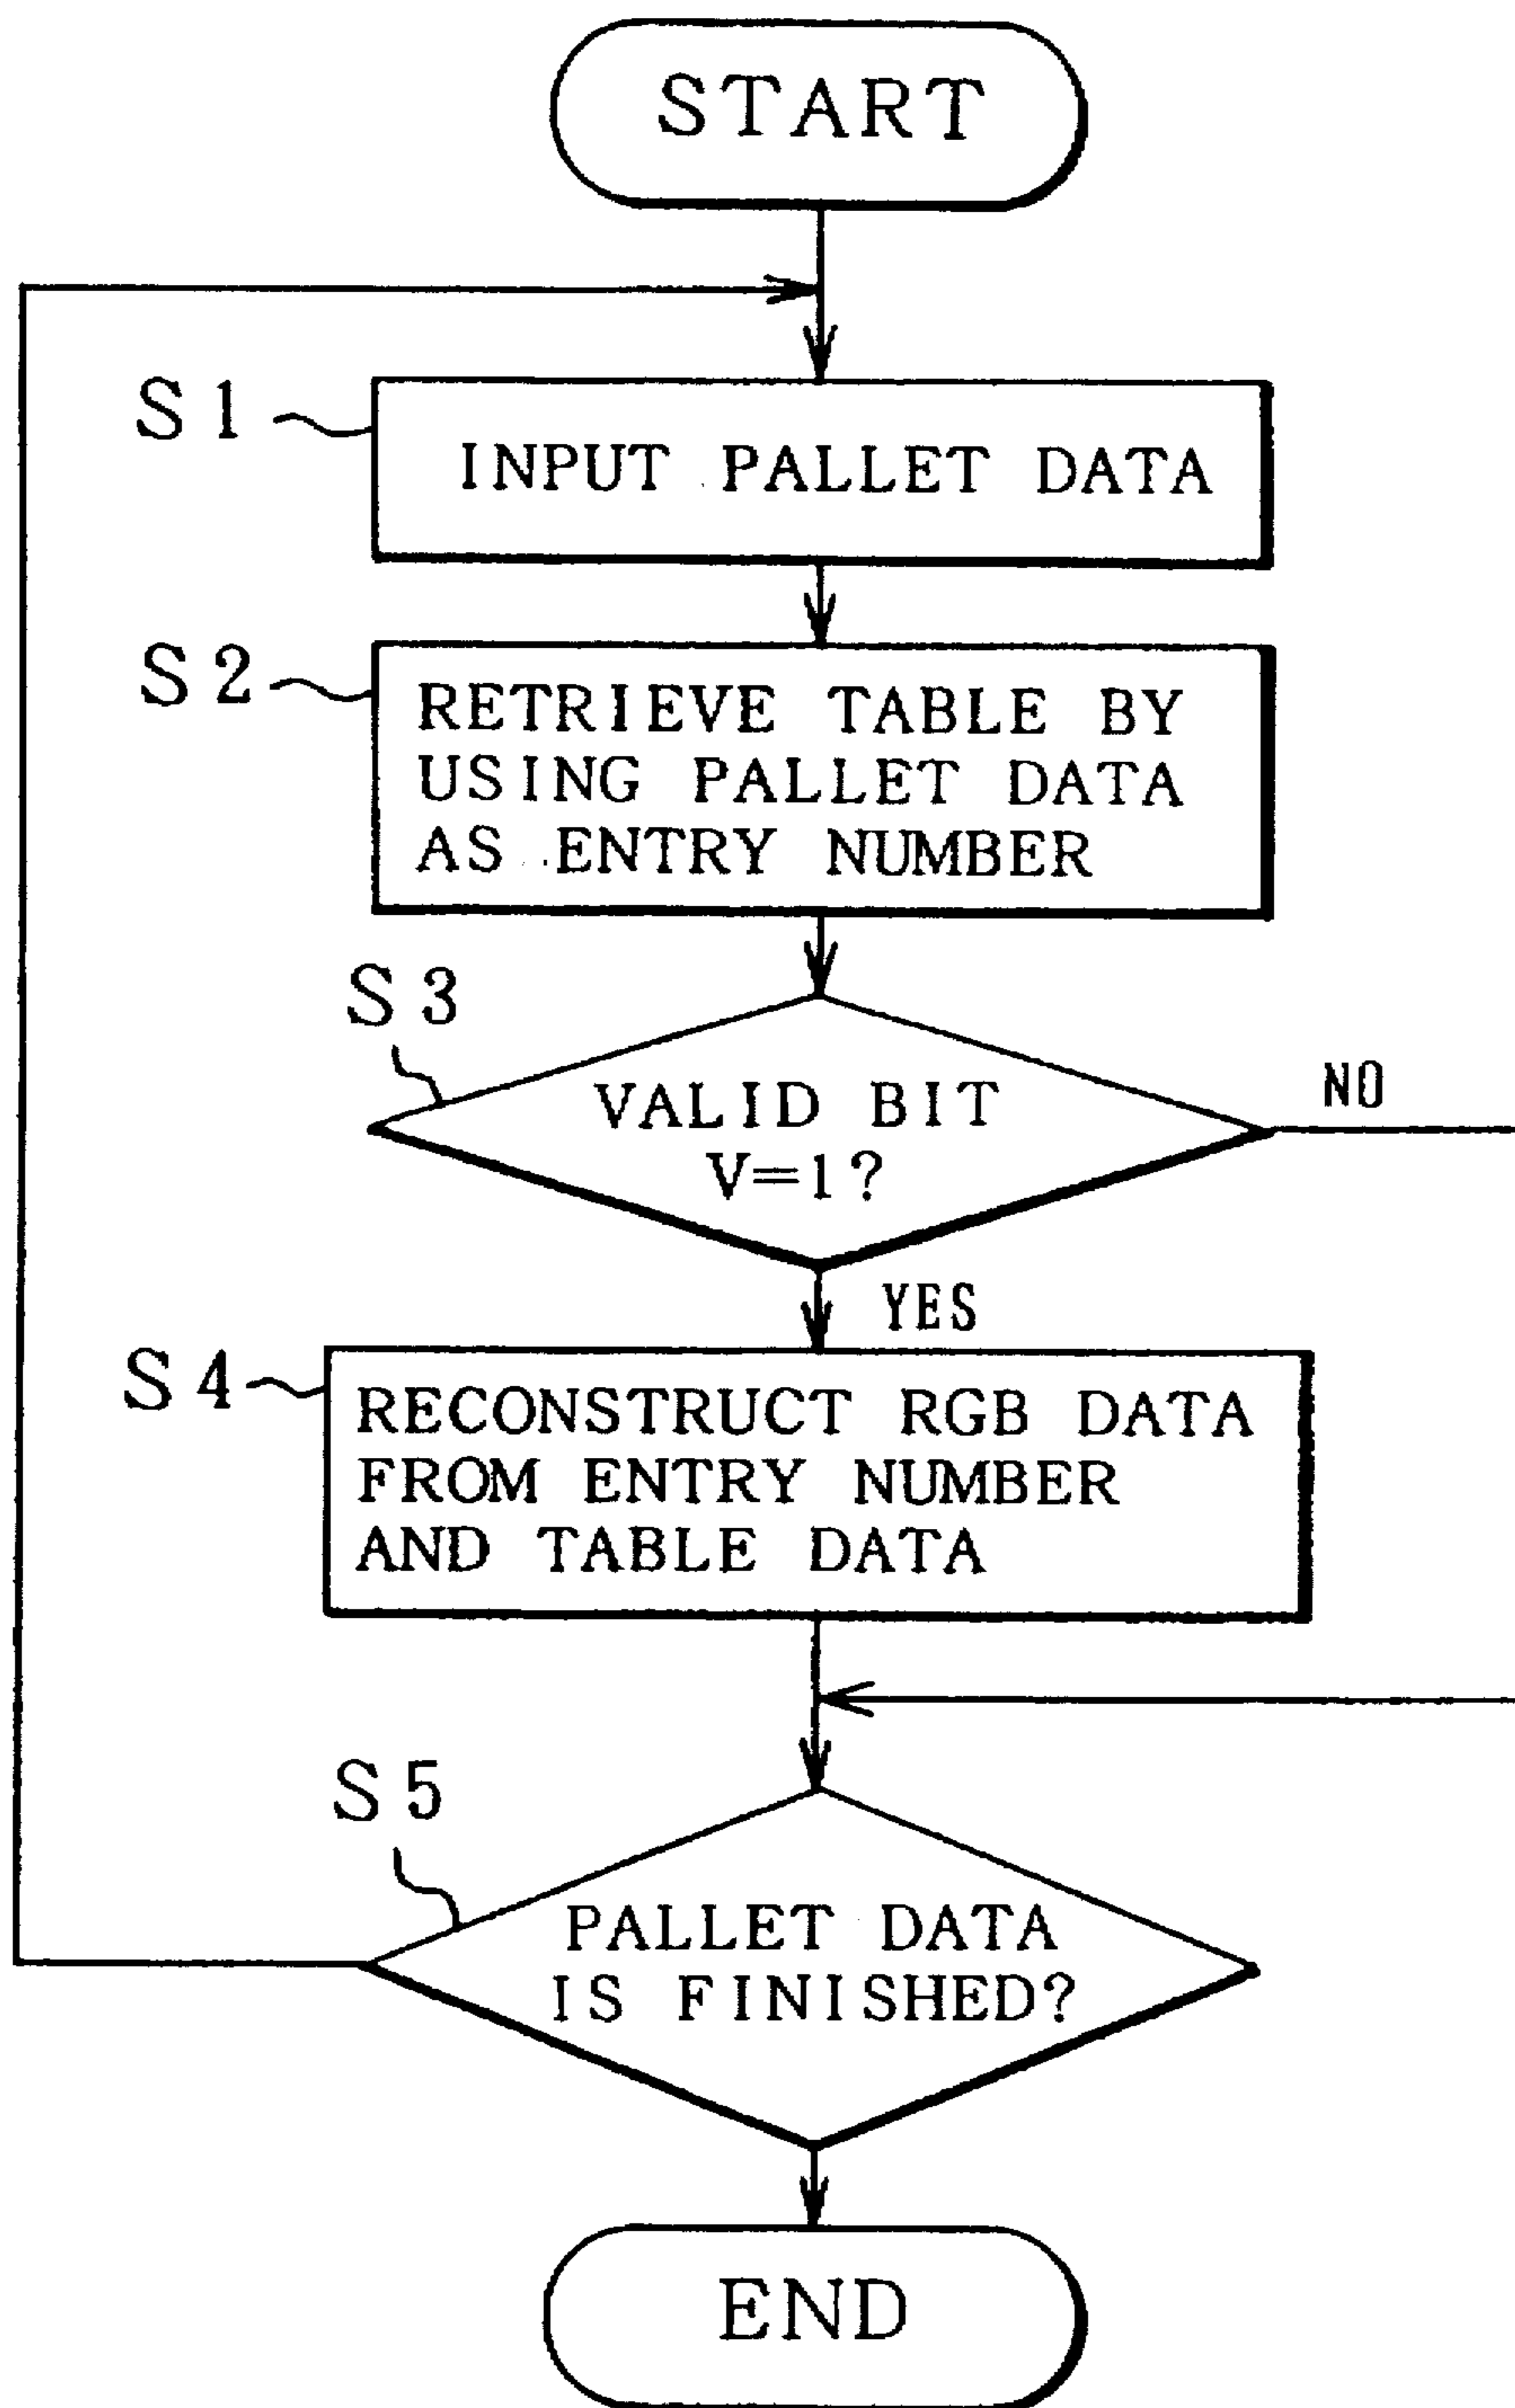 START
S1
INPUT PALLET DATA
S2
RETRIEVE TABLE BY
USING PALLET DATA
AS ENTRY NUMBER
S3
VALID BIT
V=1?
NO
YES
S4
RECONSTRUCT RGB DATA
FROM ENTRY NUMBER
AND TABLE DATA
S5
PALLET DATA
IS FINISHED?
END